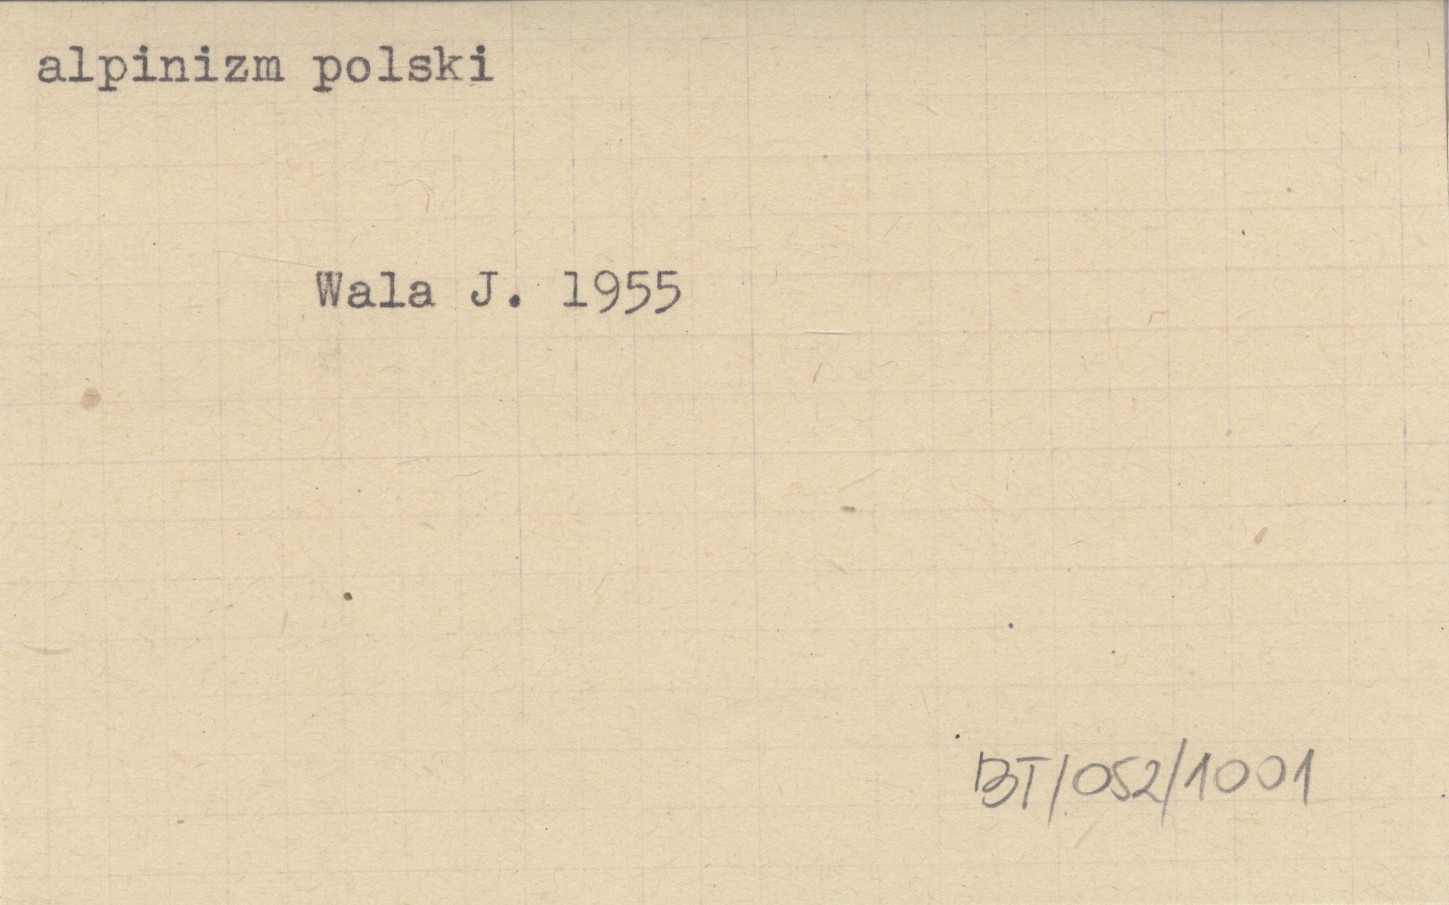 alpinizm polski
Wala J. 1955
BT/052/1001